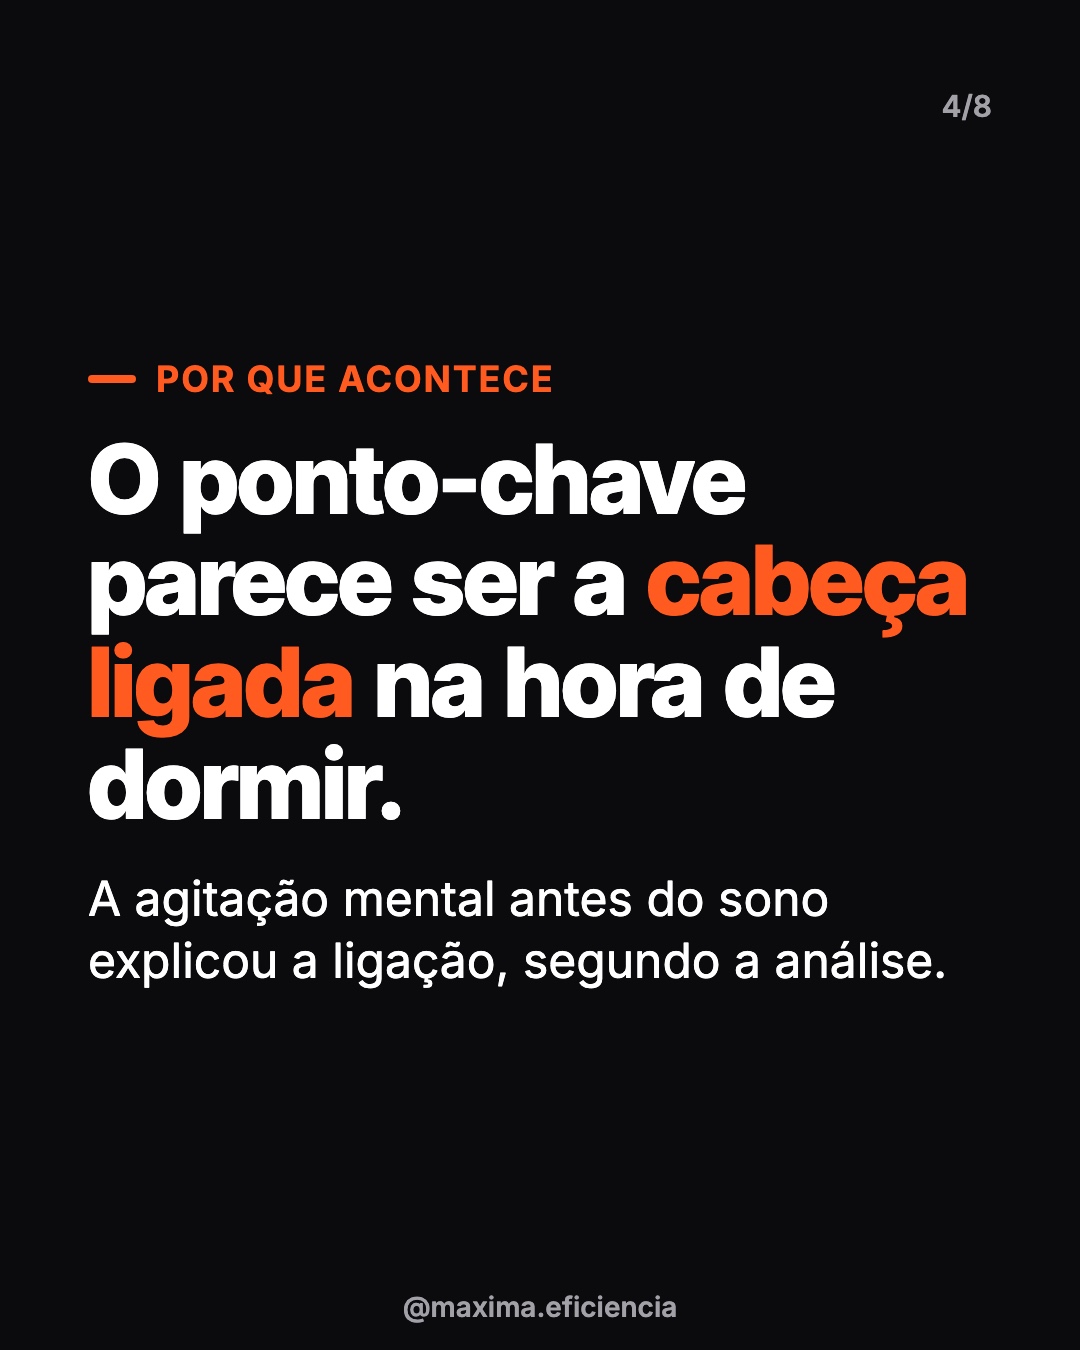 4/8
POR QUE ACONTECE
O ponto-chave
parece ser a cabeça
ligada na hora de
dormir.
A agitação mental antes do sono
explicou a ligação, segundo a análise.
@maxima.eficiencia